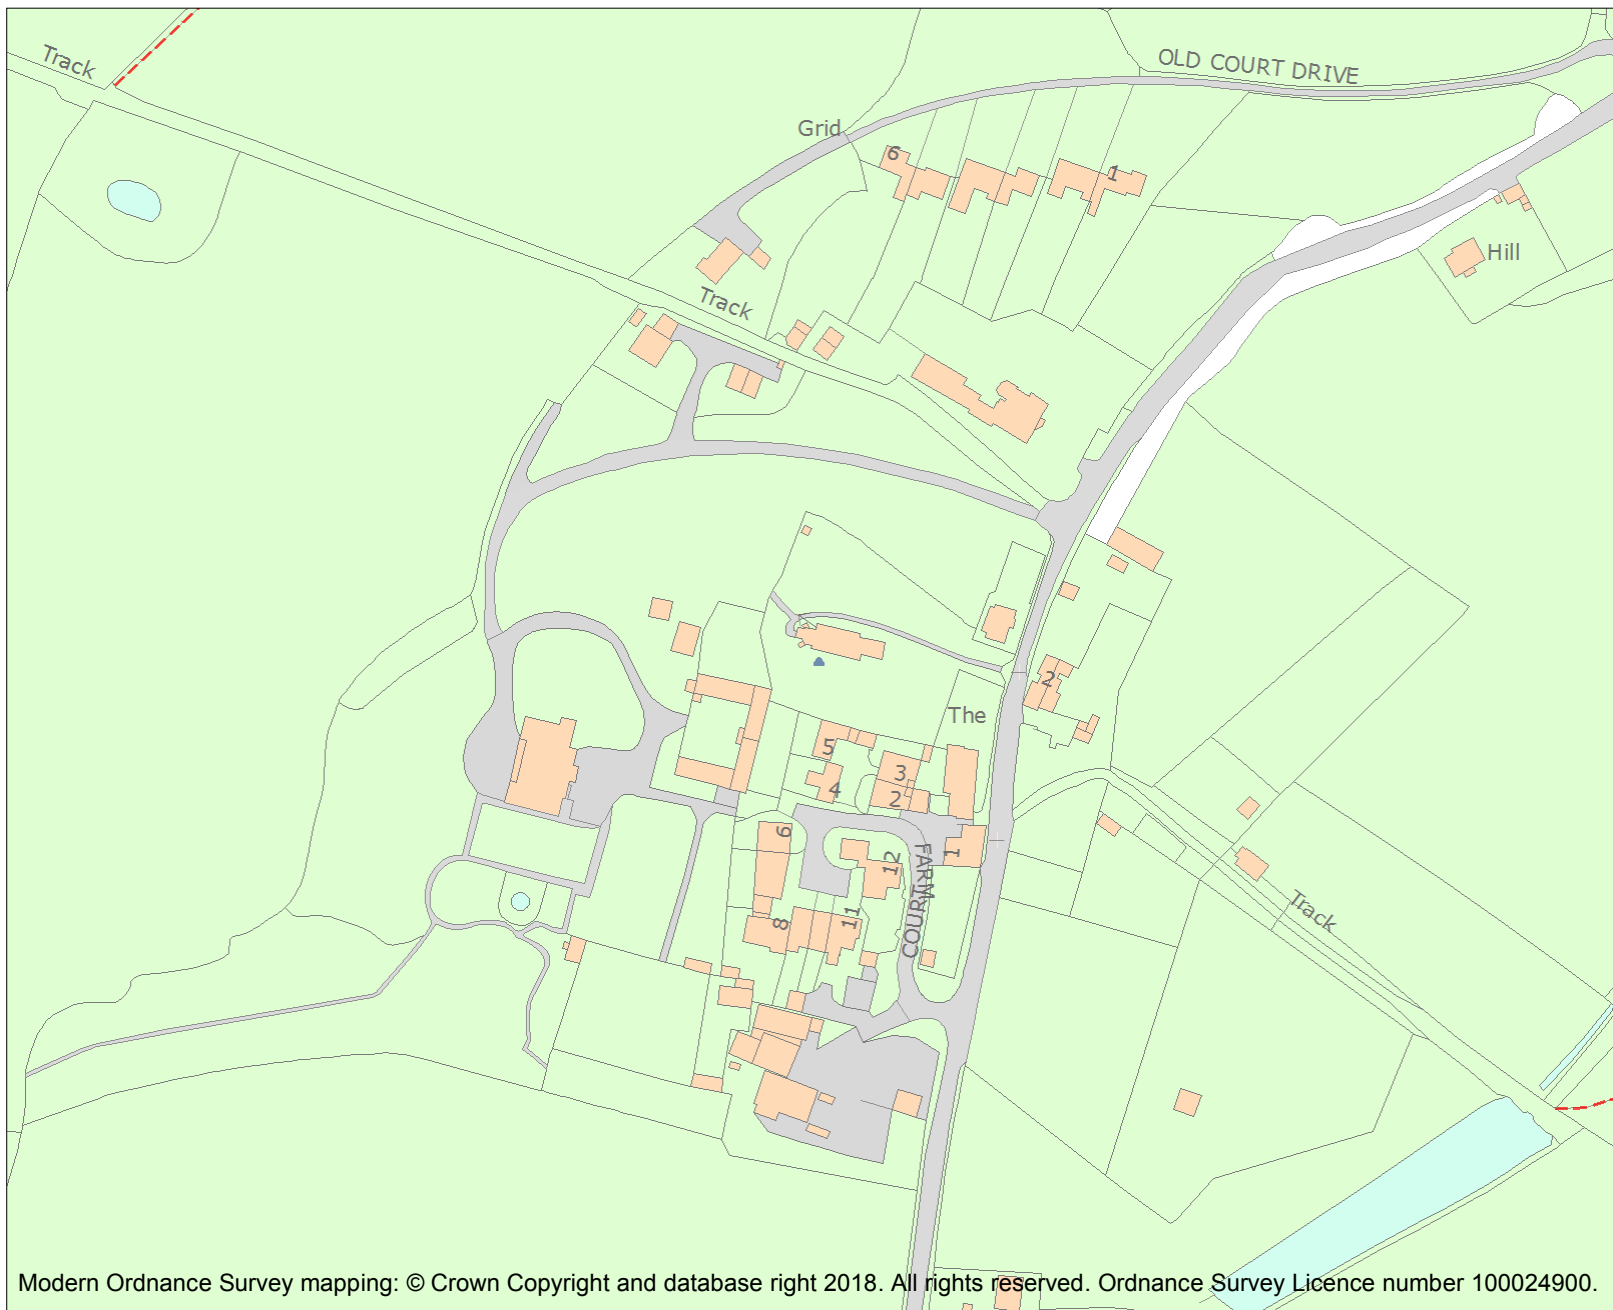 Track
OLD COURT DRIVE
Grid
6
1
Hill
Track
2
The
5
3
4
2
6
1
12
FARM
COURT
11
8
Track
Modern Ordnance Survey mapping: © Crown Copyright and database right 2018. All rights reserved. Ordnance Survey Licence number 100024900.